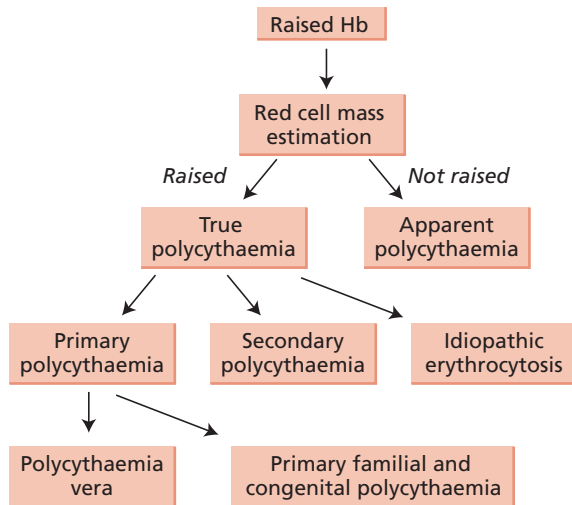 Raised Hb
Red cell mass
estimation
Raised
Not raised
True
polycythaemia
Apparent
polycythaemia
Primary
polycythaemia
Secondary
polycythaemia
Idiopathic
erythrocytosis
Polycythaemia
vera
Primary familial and
congenital polycythaemia